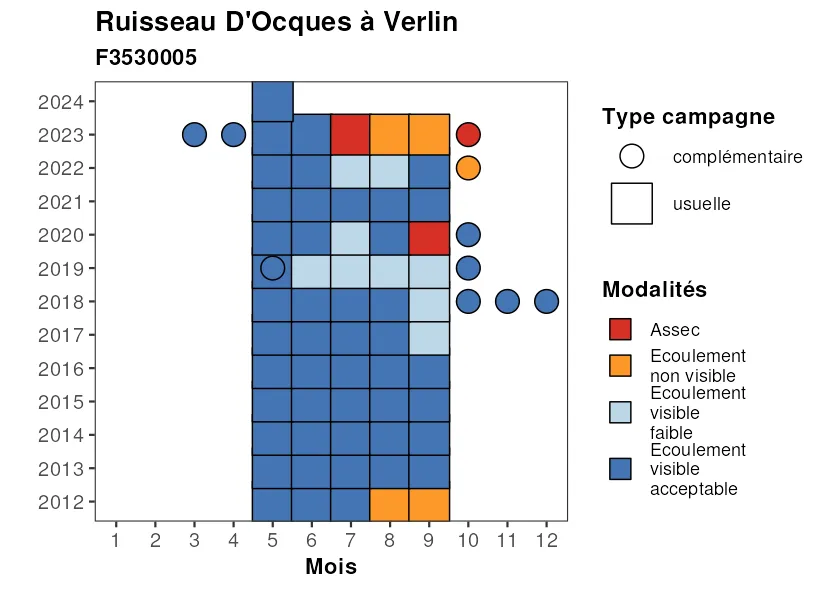 Ruisseau D'Ocques à Verlin
F3530005
2024
2023
2022
2021
2020
2019
2018
2017
2016
2015
2014
2013
2012
1 2 3 4 5 6 7 8 9 10 11 12
Mois
Type campagne
complémentaire
usuelle
Modalités
Assec
Ecoulement
non visible
Ecoulement
visible
faible
Ecoulement
visible
acceptable